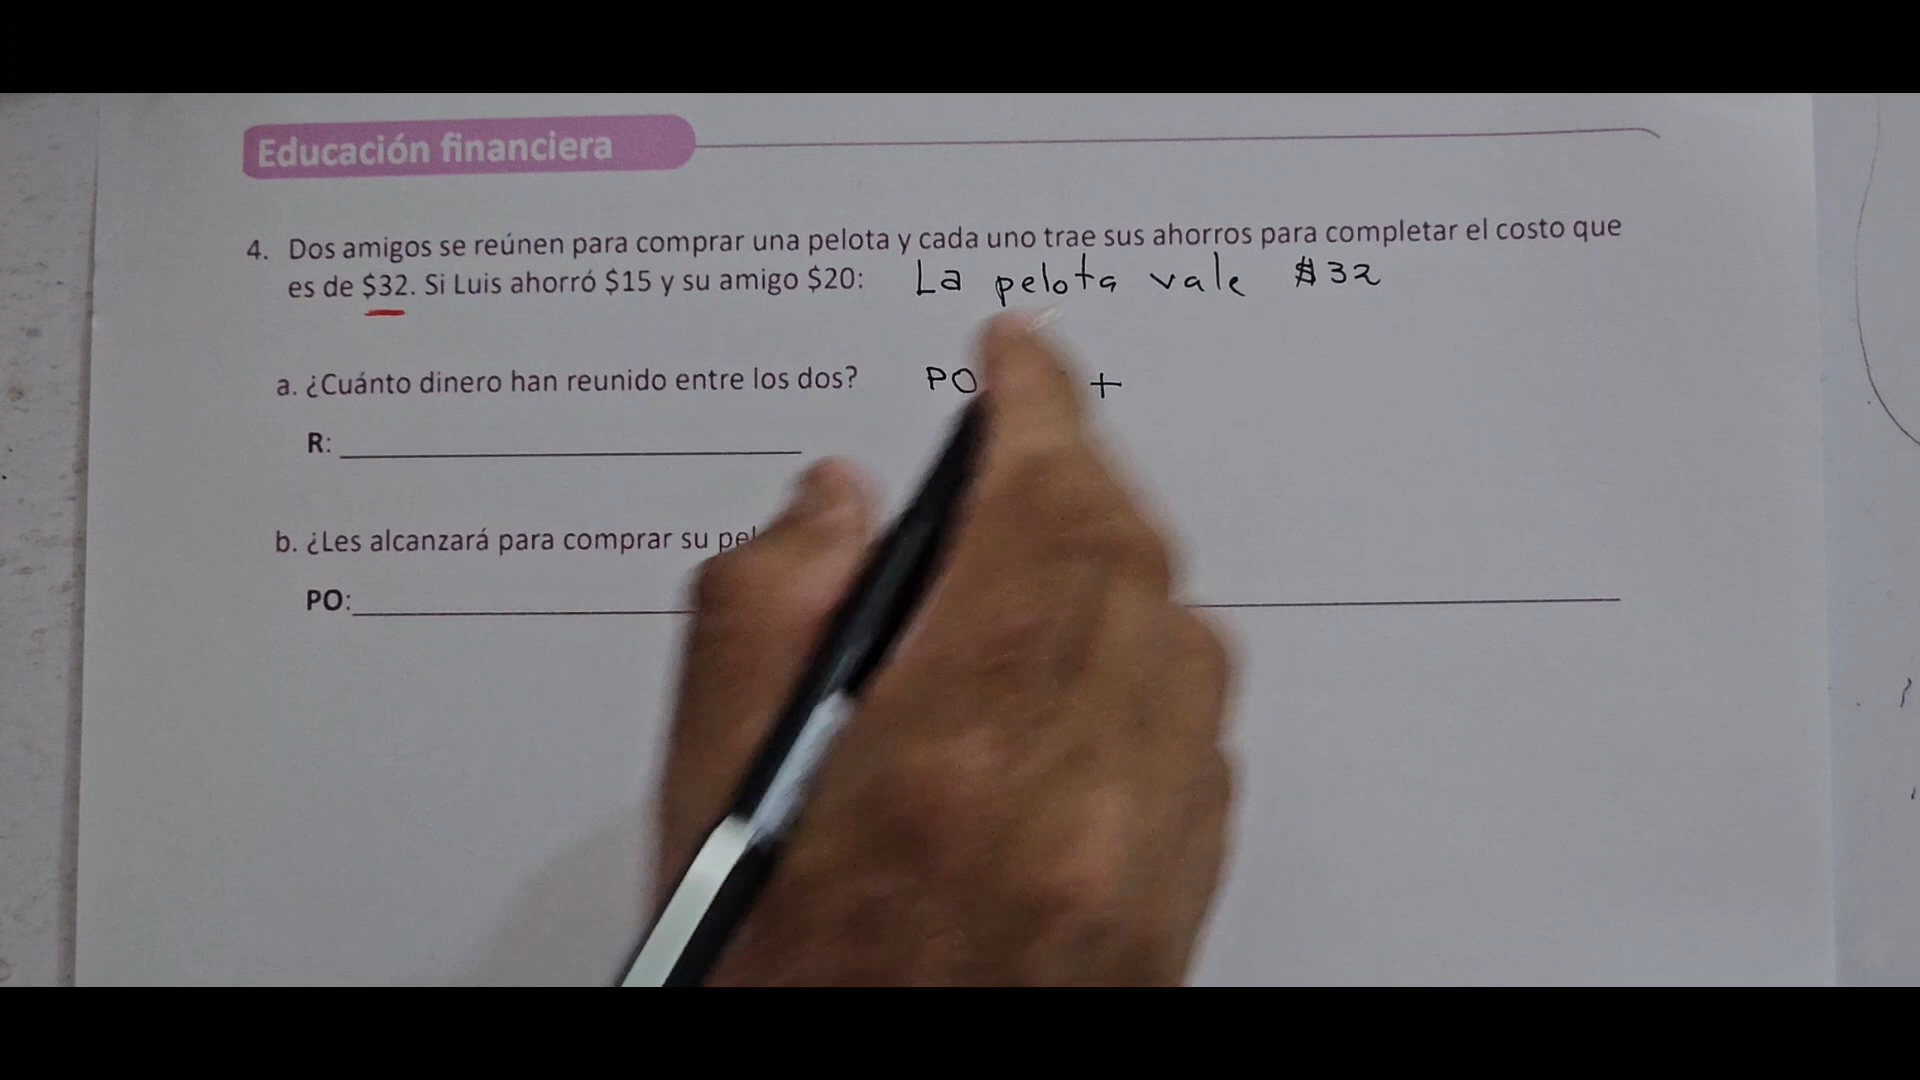 Educación financiera
4. Dos amigos se reúnen para comprar una pelota y cada uno trae sus ahorros para completar el costo que
es de $32. Si Luis ahorró $15 y su amigo $20: La pelota vale $32
a. ¿Cuánto dinero han reunido entre los dos? PO +
R:
b. ¿Les alcanzará para comprar su
PO: